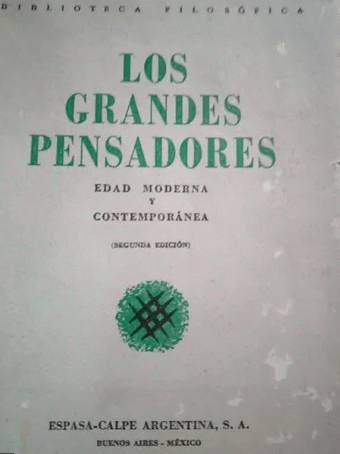 BIBLIOTECA FILOSÓFICA
LOS
GRANDES
PENSADORES
EDAD MODERNA
Y
CONTEMPORÁNEA
(SEGUNDA EDICIÓN)
ESPASA-CALPE ARGENTINA, S. A.
BUENOS AIRES - MÉXICO